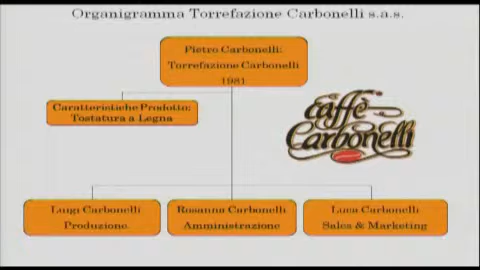 Organigramma Torrefazione Carbonelli s.a.s.
Pietro Carbonelli:
Torrefazione Carbonelli
1981
Caratteristiche Prodotto:
Tostatura a Legna
caffè
Carbonelli
Luigi Carbonelli
Produzione
Rosanna Carbonelli
Amministrazione
Luca Carbonelli
Sales & Marketing